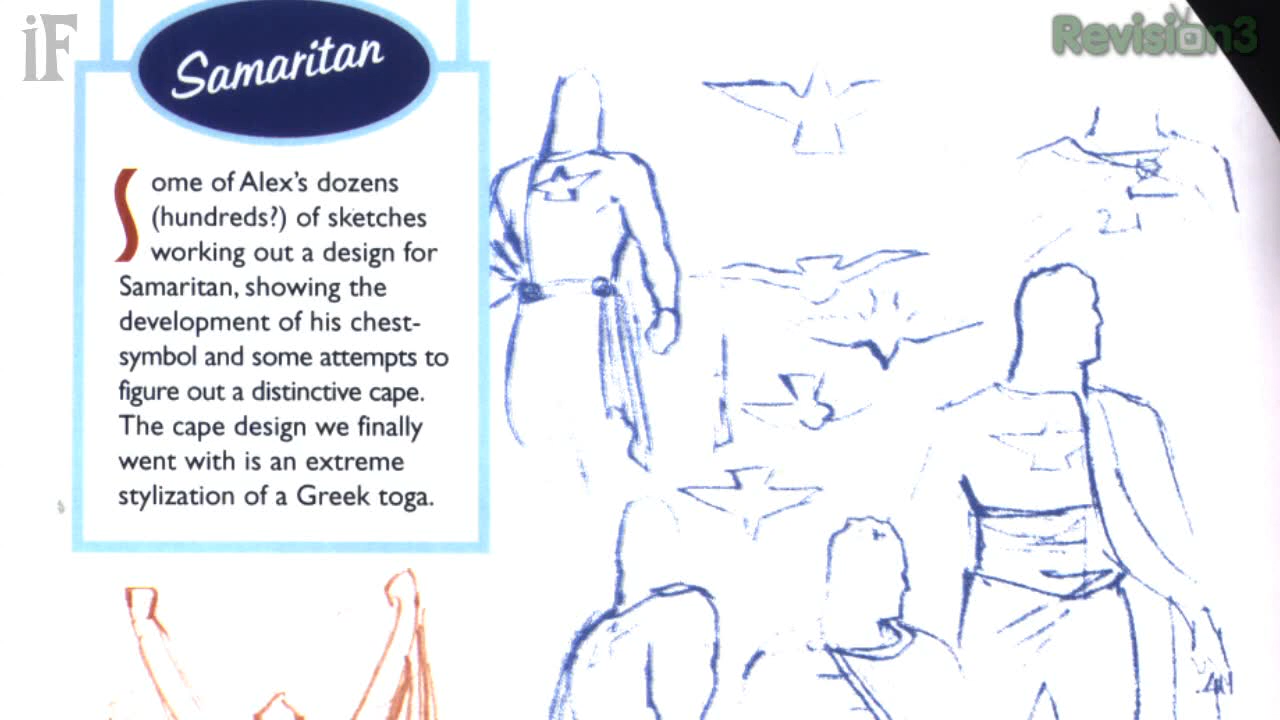 iF
Revision3
Samaritan
Some of Alex's dozens
(hundreds?) of sketches
working out a design for
Samaritan, showing the
development of his chest-
symbol and some attempts to
figure out a distinctive cape.
The cape design we finally
went with is an extreme
stylization of a Greek toga.